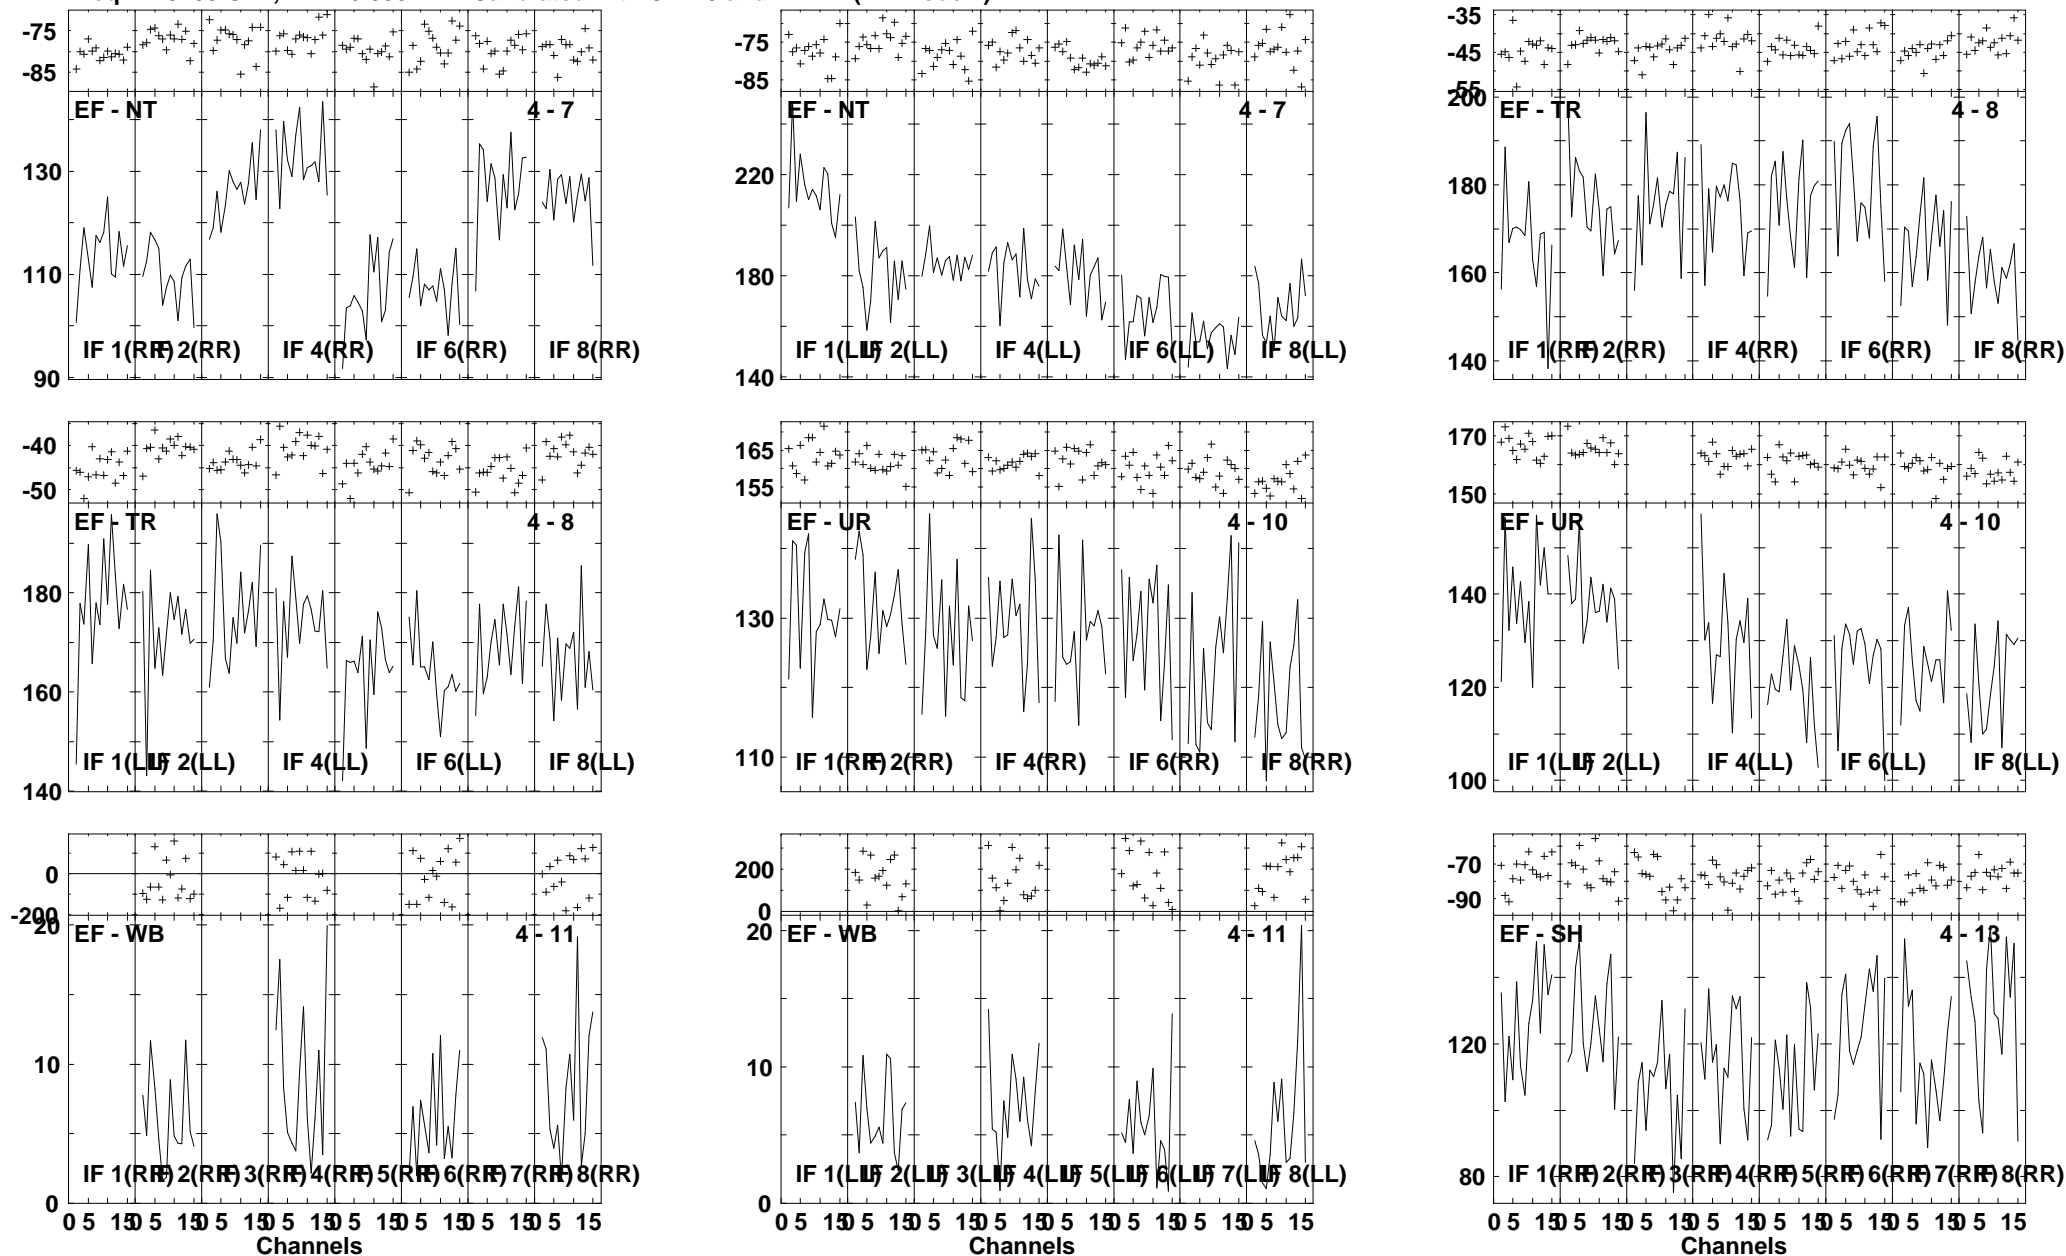 -75
-85
EF - NT 4 - 7
130
110
90
IF 1(RR) IF 2(RR) IF 4(RR) IF 6(RR) IF 8(RR)
-75
-85
EF - NT 4 - 7
220
180
140
IF 1(LL) IF 2(LL) IF 4(LL) IF 6(LL) IF 8(LL)
-35
-45
-55
200
EF - TR 4 - 8
180
160
140
IF 1(RR) IF 2(RR) IF 4(RR) IF 6(RR) IF 8(RR)
-40
-50
EF - TR 4 - 8
180
160
140
IF 1(LL) IF 2(LL) IF 4(LL) IF 6(LL) IF 8(LL)
165
155
EF - UR 4 - 10
130
110
IF 1(RR) IF 2(RR) IF 4(RR) IF 6(RR) IF 8(RR)
170
150
EF - UR 4 - 10
140
120
100
IF 1(LL) IF 2(LL) IF 4(LL) IF 6(LL) IF 8(LL)
0
-200
20
EF - WB 4 - 11
10
0
IF 1(RR) IF 2(RR) IF 3(RR) IF 4(RR) IF 5(RR) IF 6(RR) IF 7(RR) IF 8(RR)
0 5 15 0 5 15 0 5 15 0 5 15 0 5 15 0 5 15 0 5 15 0 5 15
Channels
200
0
20
EF - WB 4 - 11
10
0
IF 1(LL) IF 2(LL) IF 3(LL) IF 4(LL) IF 5(LL) IF 6(LL) IF 7(LL) IF 8(LL)
0 5 15 0 5 15 0 5 15 0 5 15 0 5 15 0 5 15 0 5 15 0 5 15
Channels
-70
-90
EF - SH 4 - 13
120
80
IF 1(RR) IF 2(RR) IF 3(RR) IF 4(RR) IF 5(RR) IF 6(RR) IF 7(RR) IF 8(RR)
0 5 15 0 5 15 0 5 15 0 5 15 0 5 15 0 5 15 0 5 15 0 5 15
Channels